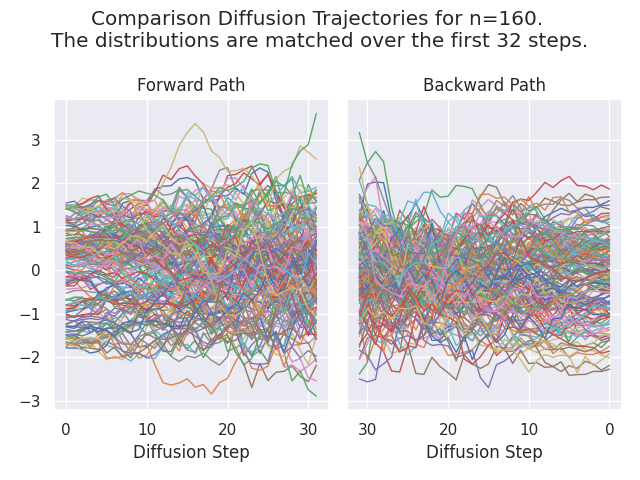 Comparison Diffusion Trajectories for n=160.
The distributions are matched over the first 32 steps.
Forward Path
Backward Path
3
2
1
0
−1
−2
−3
0 10 20 30
30 20 10 0
Diffusion Step
Diffusion Step